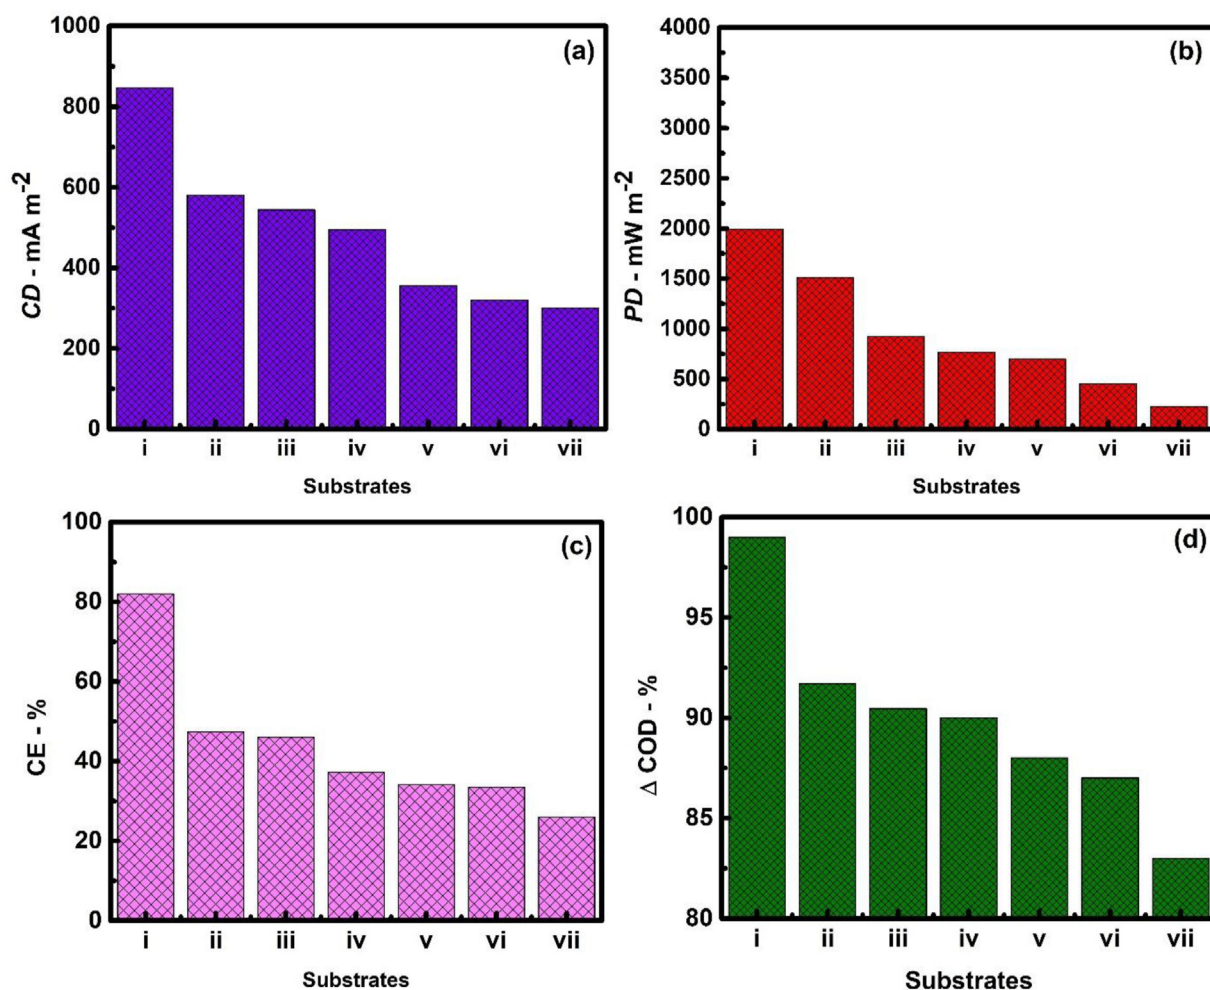 (a)
CD - mA m-2
1000
800
600
400
200
0
i ii iii iv v vi vii
Substrates
(b)
PD - mW m-2
4000
3500
3000
2500
2000
1500
1000
500
0
i ii iii iv v vi vii
Substrates
(c)
CE - %
100
80
60
40
20
0
i ii iii iv v vi vii
Substrates
(d)
Δ COD - %
100
95
90
85
80
i ii iii iv v vi vii
Substrates